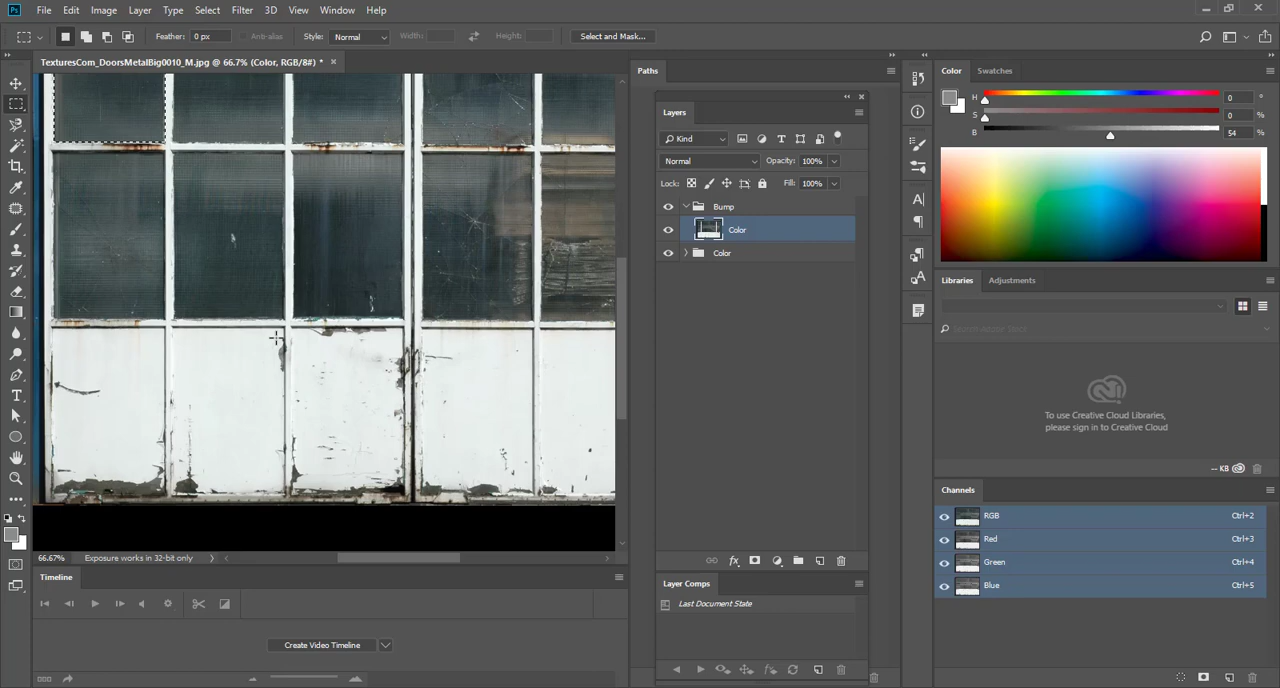 Ps File Edit Image Layer Type Select Filter 3D View Window Help
Feather: 0 px Anti-alias Style: Normal Width: Height: Select and Mask...
TexturesCom_DoorsMetalBig0010_M.jpg @ 66.7% (Color, RGB/8#) * ×
Paths
Color Swatches
H 0 °
S 0 %
B 54 %
Layers
Kind
Normal Opacity: 100%
Lock: Fill: 100%
Bump
Color
Color
Libraries Adjustments
Search Adobe Stock
To use Creative Cloud Libraries,
please sign in to Creative Cloud
-- KB
Channels
RGB Ctrl+2
Red Ctrl+3
Green Ctrl+4
Blue Ctrl+5
66.67% Exposure works in 32-bit only
Timeline
Create Video Timeline
Layer Comps
Last Document State